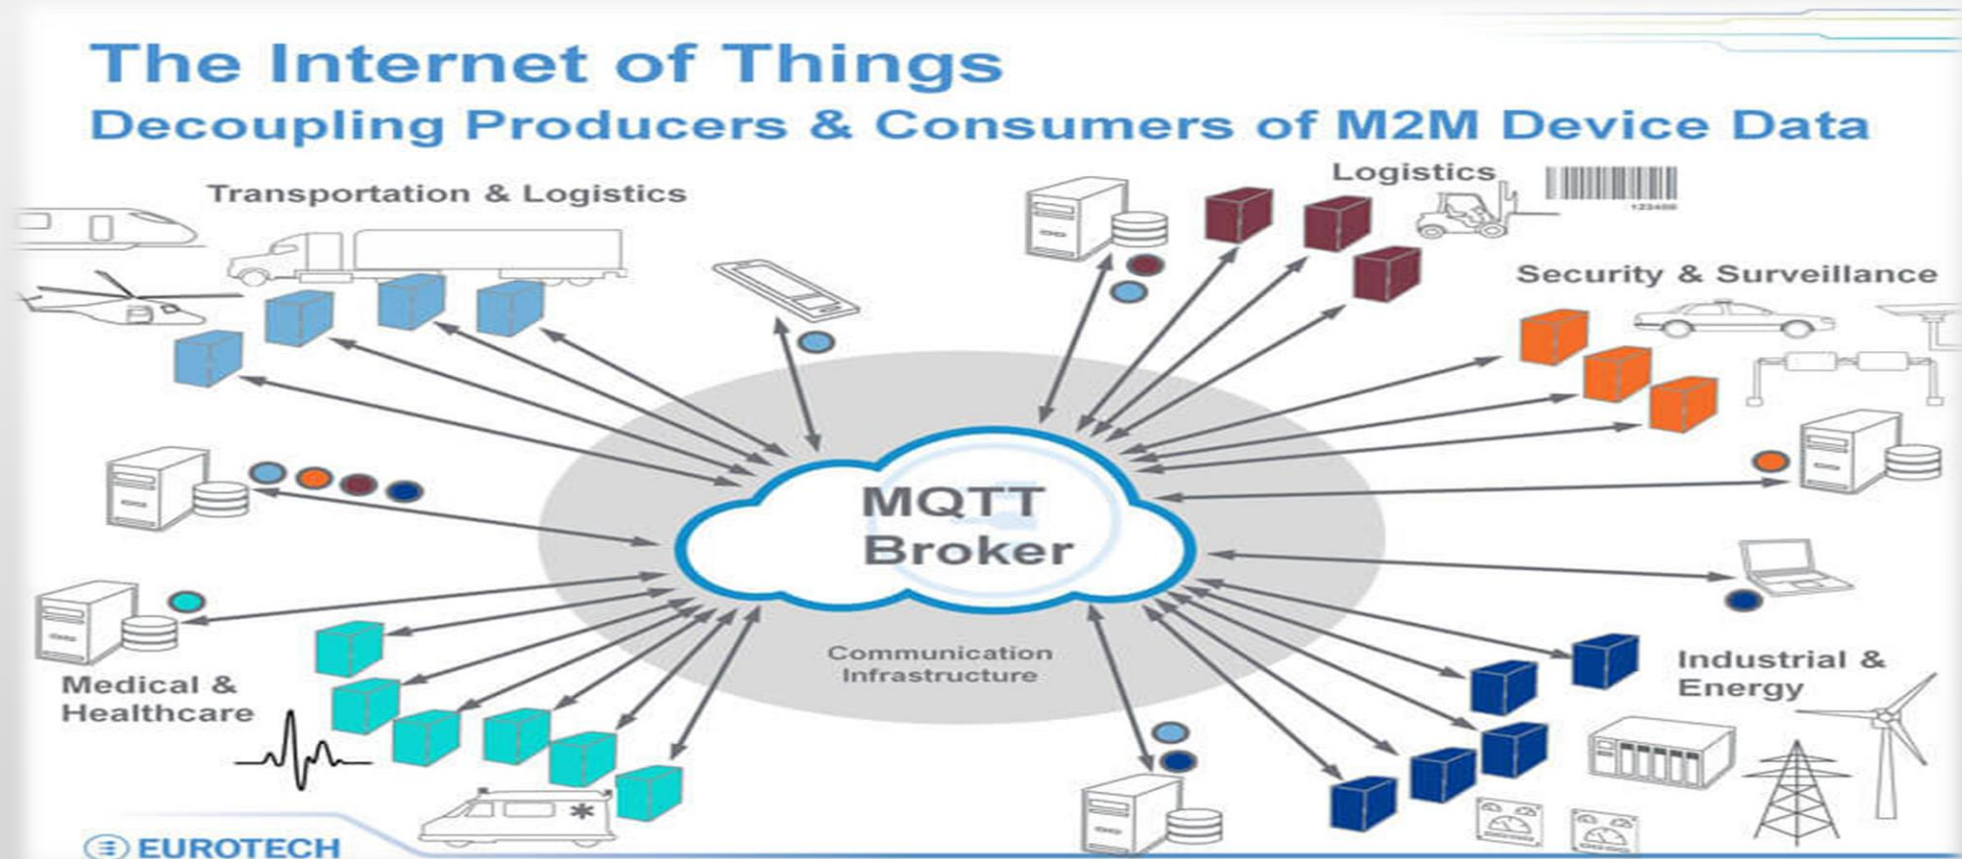 The Internet of Things
Decoupling Producers & Consumers of M2M Device Data
Transportation & Logistics
Logistics
Security & Surveillance
MQTT
Broker
Communication
Infrastructure
Medical &
Healthcare
Industrial &
Energy
EUROTECH